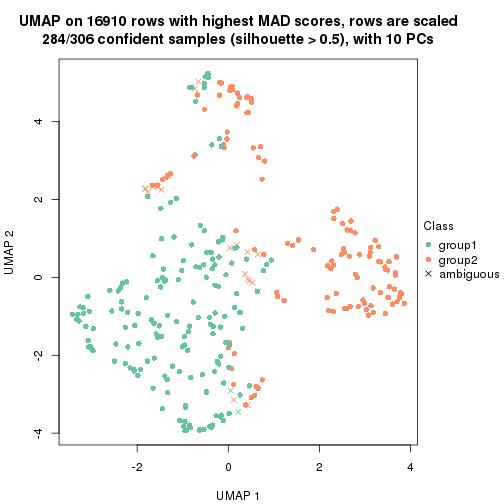 UMAP on 16910 rows with highest MAD scores, rows are scaled
284/306 confident samples (silhouette > 0.5), with 10 PCs
4
2
0
-2
-4
UMAP 2
-2
0
2
4
UMAP 1
Class
group1
group2
ambiguous